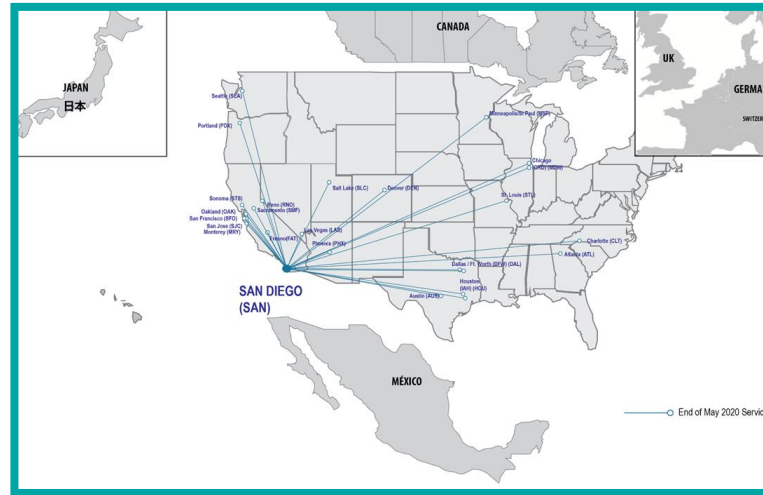 CANADA
JAPAN
日本
UK
GERMA
SWITZER
Seattle (SEA)
Portland (PDX)
Minneapolis/St. Paul (MSP)
Chicago
(ORD) (MDW)
Salt Lake (SLC)
Denver (DEN)
St. Louis (STL)
Sonoma (STS)
Reno (RNO)
Sacramento (SMF)
Oakland (OAK)
San Francisco (SFO)
San Jose (SJC)
Monterey (MRY)
Fresno(FAT)
Las Vegas (LAS)
Phoenix (PHX)
Charlotte (CLT)
Atlanta (ATL)
Dallas / Ft. Worth (DFW) (DAL)
Houston
(IAH) (HOU)
Austin (AUS)
SAN DIEGO
(SAN)
MÉXICO
End of May 2020 Servic